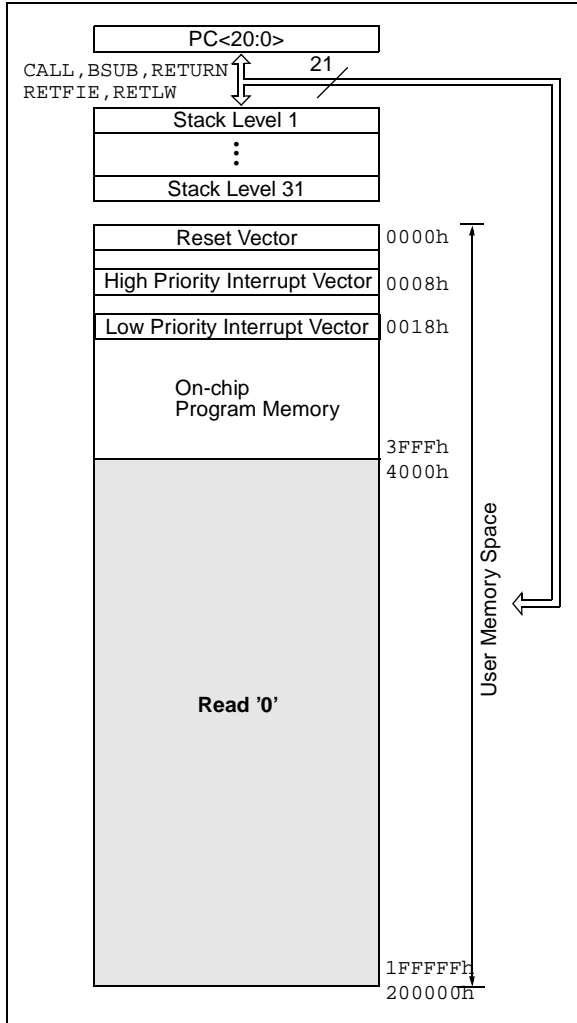 PC<20:0>
CALL,BSUB,RETURN
RETFIE,RETLW
21
Stack Level 1
Stack Level 31
Reset Vector
0000h
High Priority Interrupt Vector
0008h
Low Priority Interrupt Vector
0018h
On-chip
Program Memory
3FFFh
4000h
User Memory Space
Read '0'
1FFFFFh
200000h